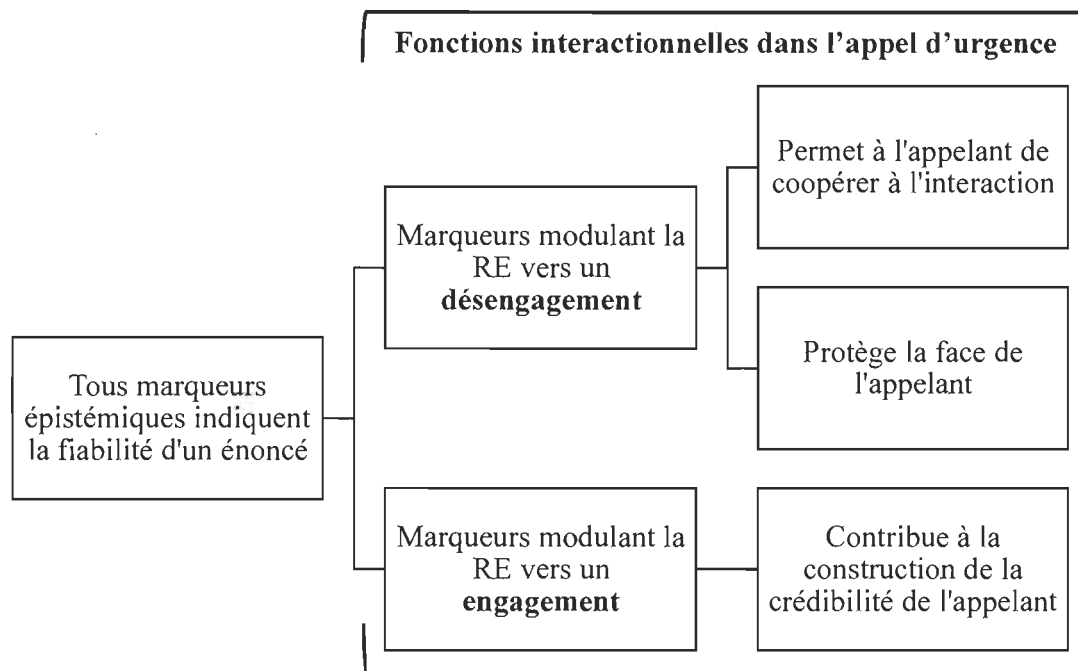 Fonctions interactionnelles dans l'appel d'urgence
Permet à l'appelant de
coopérer à l'interaction
Marqueurs modulant la
RE vers un
désengagement
Protège la face de
l'appelant
Tous marqueurs
épistémiques indiquent
la fiabilité d'un énoncé
Marqueurs modulant la
RE vers un
engagement
Contribue à la
construction de la
crédibilité de l'appelant